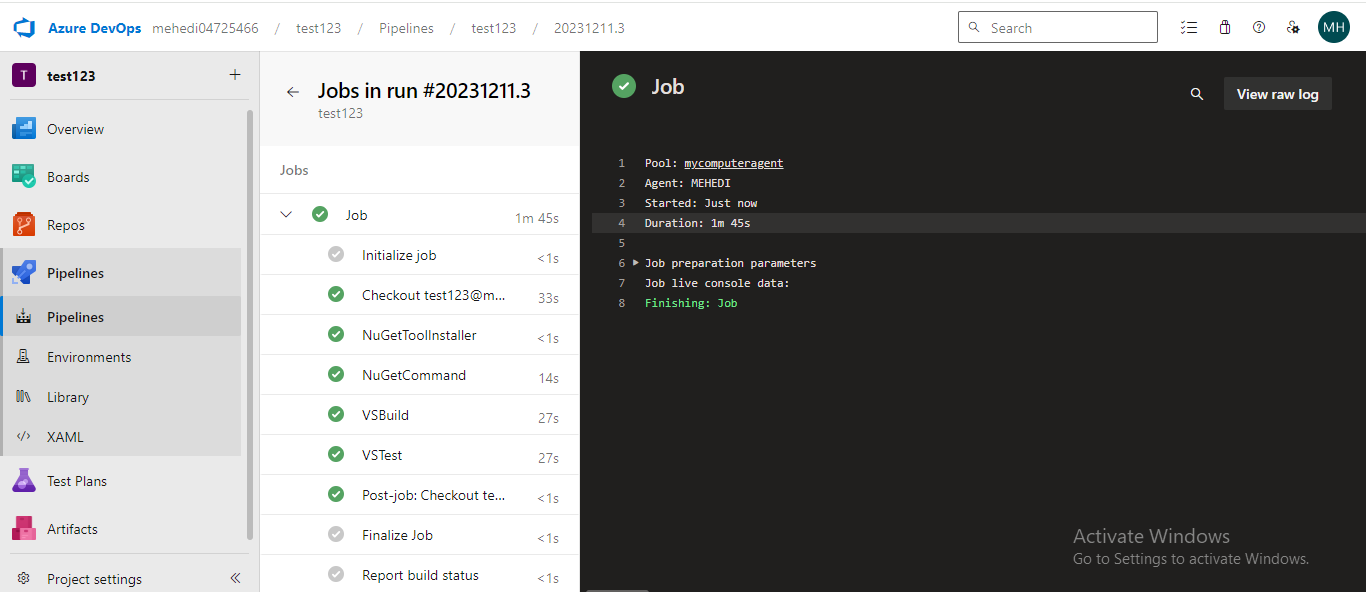 Azure DevOps mehedi04725466 / test123 / Pipelines / test123 / 20231211.3
Search
MH
T test123 +
Overview
Boards
Repos
Pipelines
Pipelines
Environments
Library
XAML
Test Plans
Artifacts
Project settings
Jobs in run #20231211.3
test123
Jobs
Job 1m 45s
Initialize job <1s
Checkout test123@m... 33s
NuGetToolInstaller <1s
NuGetCommand 14s
VSBuild 27s
VSTest 27s
Post-job: Checkout te... <1s
Finalize Job <1s
Report build status <1s
Job
View raw log
1 Pool: mycomputeragent
2 Agent: MEHEDI
3 Started: Just now
4 Duration: 1m 45s
5
6 Job preparation parameters
7 Job live console data:
8 Finishing: Job
Activate Windows
Go to Settings to activate Windows.